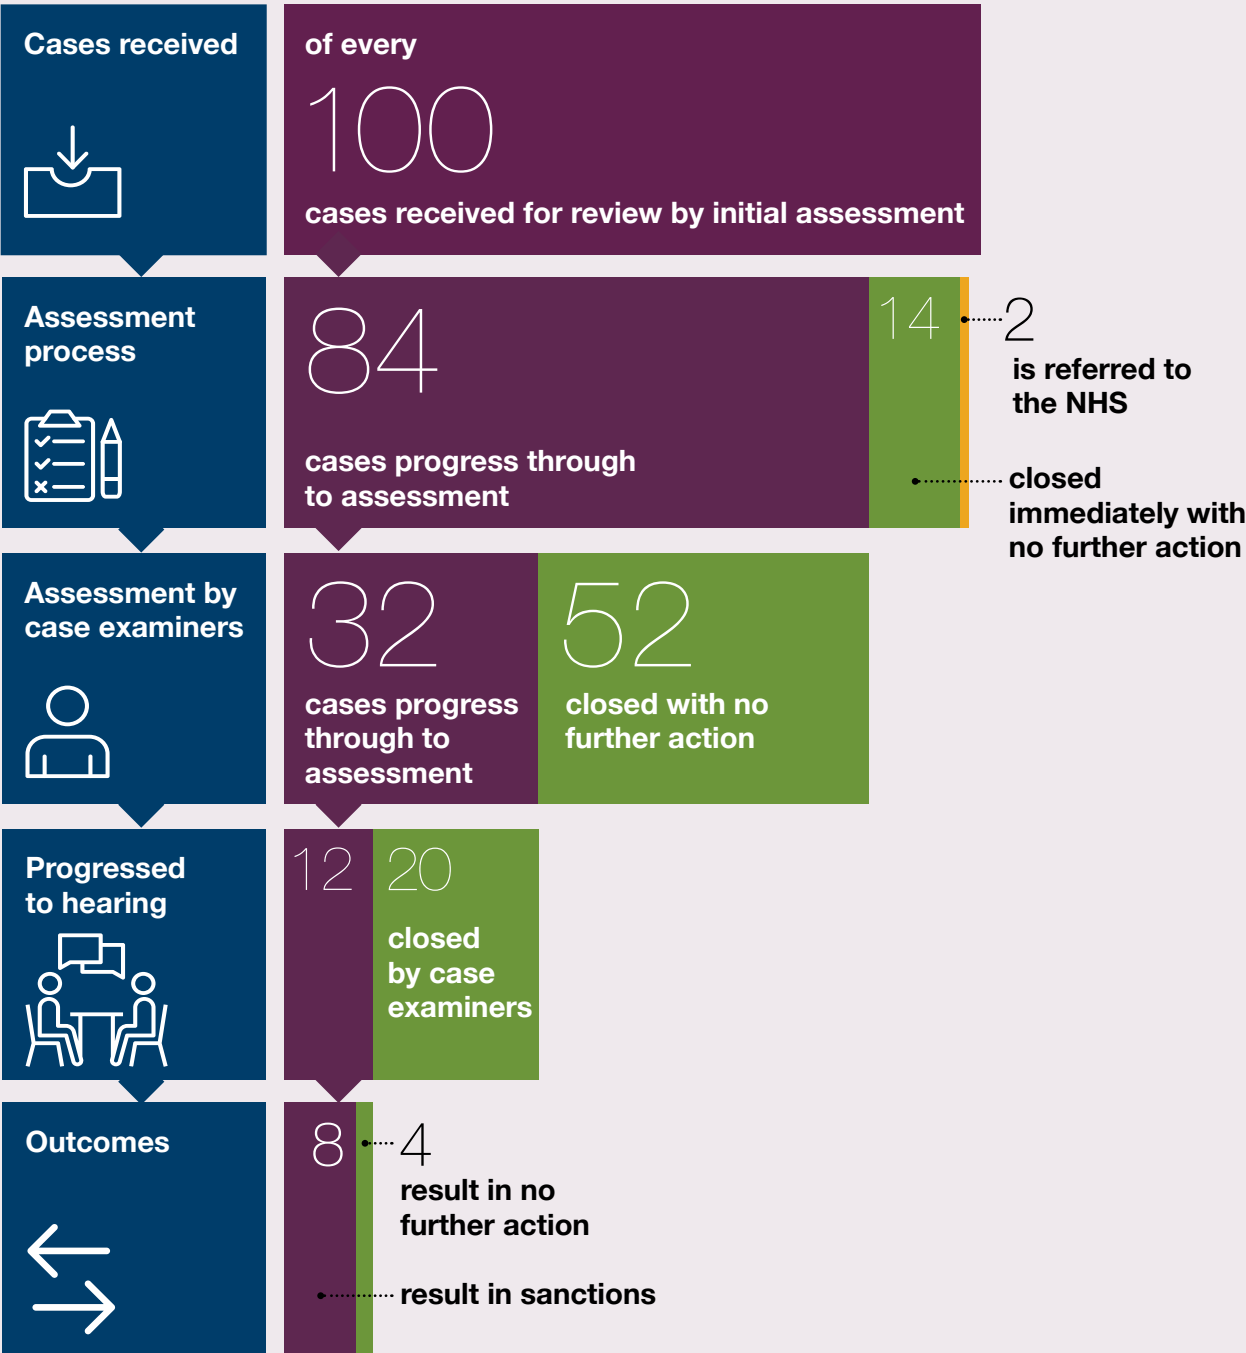 Cases received
of every
100
cases received for review by initial assessment
Assessment
process
84
cases progress through
to assessment
14
2
is referred to
the NHS
closed
immediately with
no further action
Assessment by
case examiners
32
cases progress
through to
assessment
52
closed with no
further action
Progressed
to hearing
12
20
closed
by case
examiners
Outcomes
8
4
result in no
further action
result in sanctions